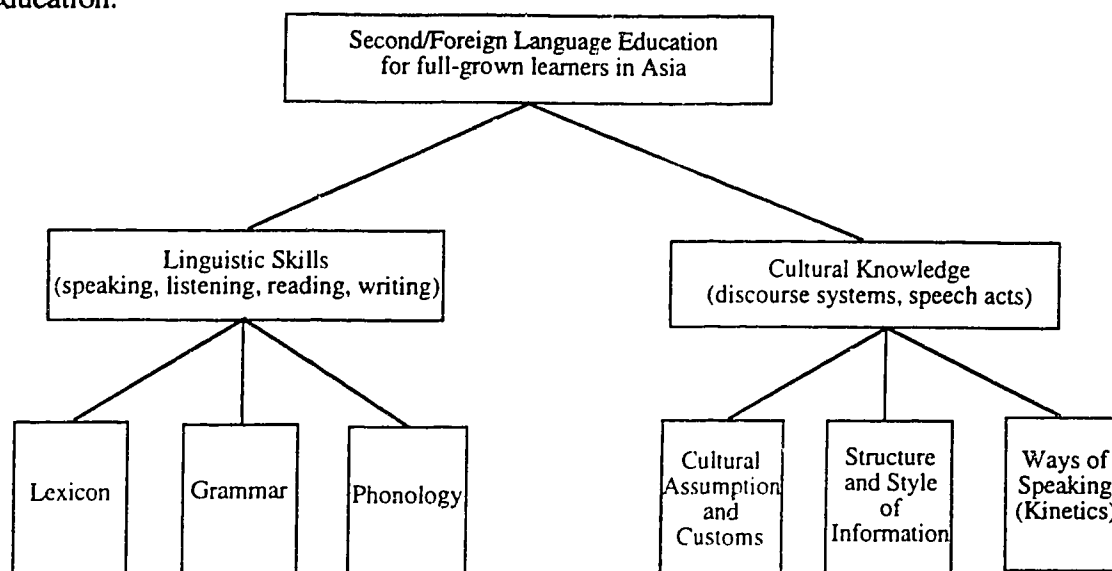 education.
Second/Foreign Language Education
for full-grown learners in Asia
Linguistic Skills
(speaking, listening, reading, writing)
Cultural Knowledge
(discourse systems, speech acts)
Lexicon
Grammar
Phonology
Cultural
Assumption
and
Customs
Structure
and Style
of
Information
Ways of
Speaking
(Kinetics)